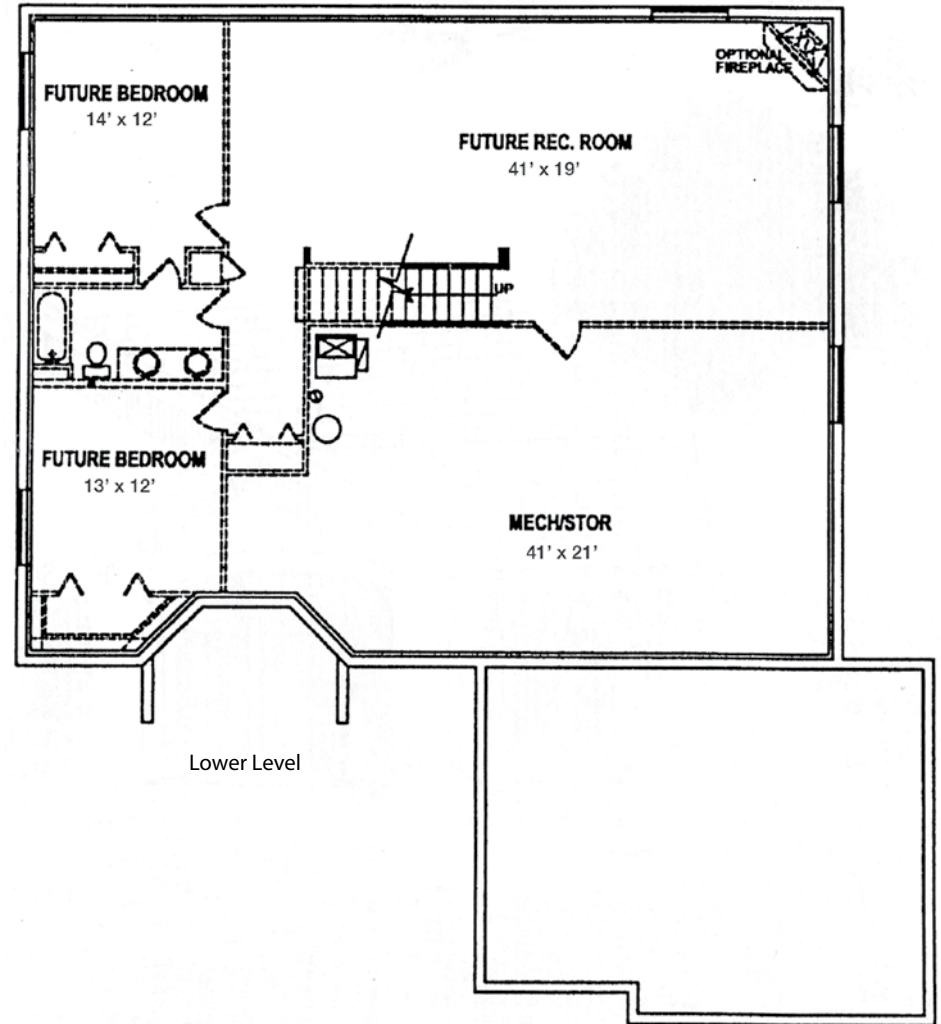 OPTIONAL
FIREPLACE
FUTURE BEDROOM
14' x 12'
FUTURE REC. ROOM
41' x 19'
UP
FUTURE BEDROOM
13' x 12'
MECH/STOR
41' x 21'
Lower Level